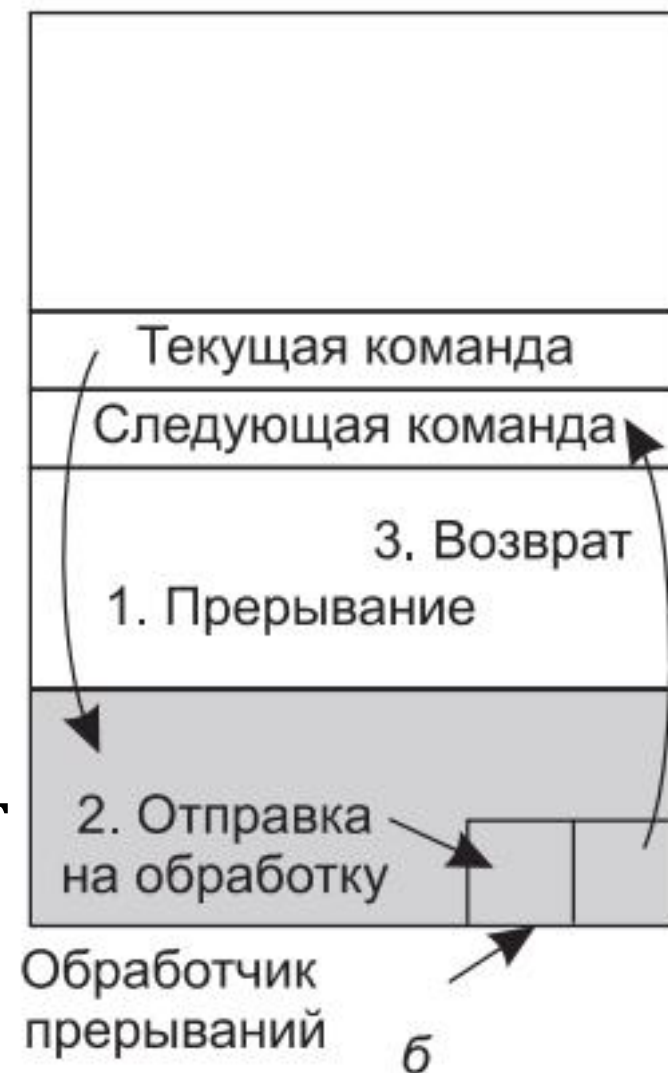 Текущая команда
Следующая команда
3. Возврат
1. Прерывание
2. Отправка
на обработку
Обработчик
прерываний
б